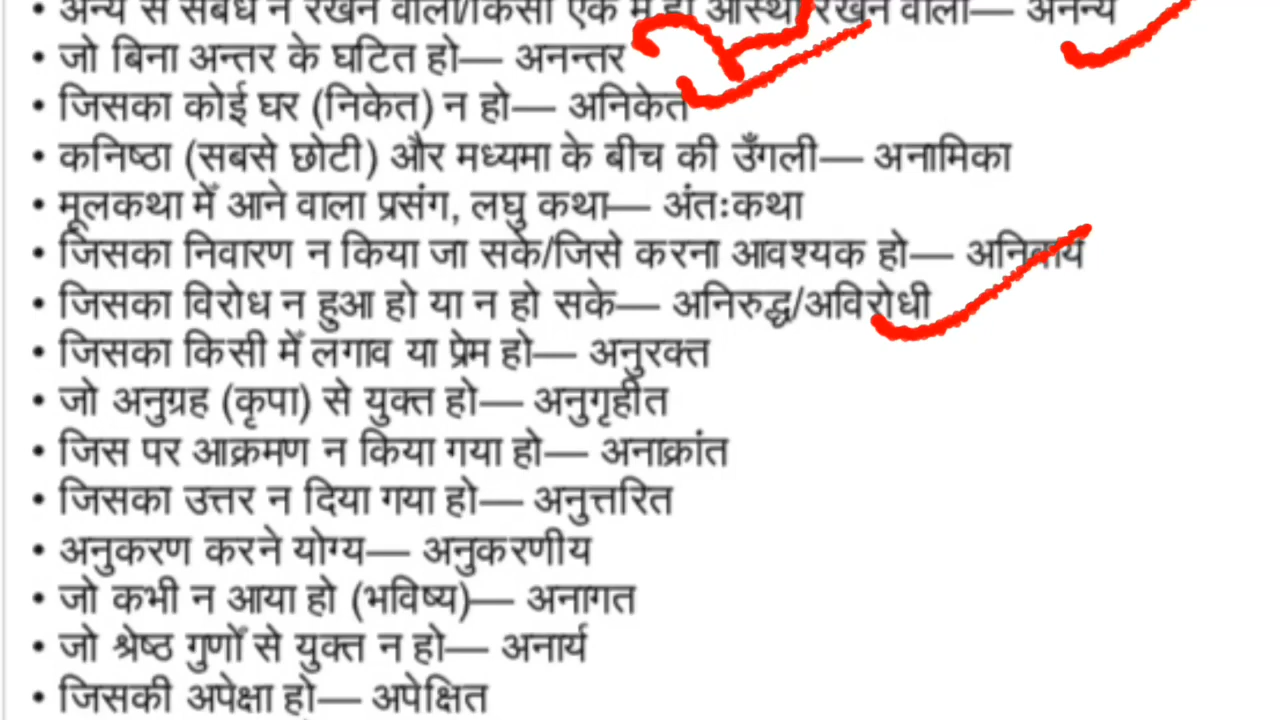 अन्य से संबंध न रखने वाला/किसी एक में ही आस्था रखने वाला— अनन्य
• जो बिना अन्तर के घटित हो— अनन्तर
• जिसका कोई घर (निकेत) न हो— अनिकेत
• कनिष्ठा (सबसे छोटी) और मध्यमा के बीच की उँगली— अनामिका
• मूलकथा में आने वाला प्रसंग, लघु कथा— अंतःकथा
• जिसका निवारण न किया जा सके/जिसे करना आवश्यक हो— अनिवार्य
• जिसका विरोध न हुआ हो या न हो सके— अनिरुद्ध/अविरोधी
• जिसका किसी में लगाव या प्रेम हो— अनुरक्त
• जो अनुग्रह (कृपा) से युक्त हो— अनुगृहीत
• जिस पर आक्रमण न किया गया हो— अनाक्रांत
• जिसका उत्तर न दिया गया हो— अनुत्तरित
• अनुकरण करने योग्य— अनुकरणीय
• जो कभी न आया हो (भविष्य)— अनागत
• जो श्रेष्ठ गुणों से युक्त न हो— अनार्य
• जिसकी अपेक्षा हो— अपेक्षित